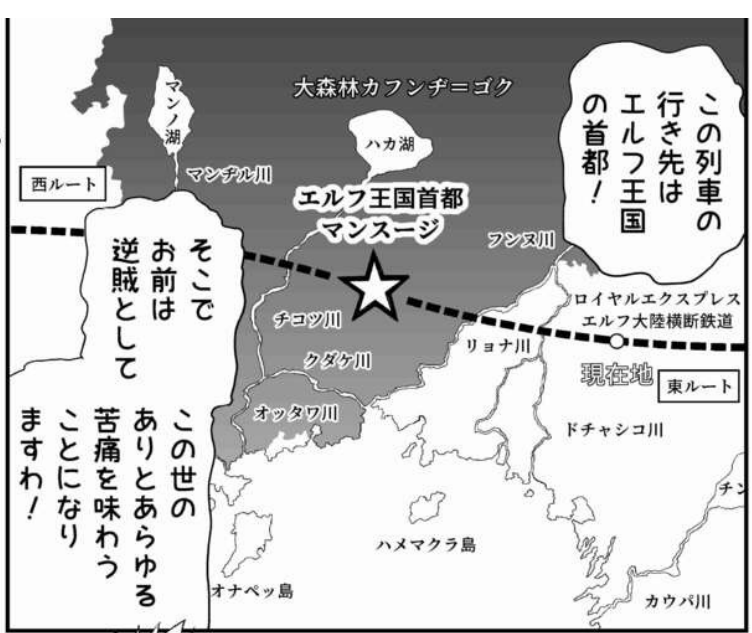 この列車の
行き先は
エルフ王国
の首都！
大森林カフンヂ＝ゴク
マンノ湖
ハカ湖
西ルート
マンヂル川
エルフ王国首都
マンスージ
フンヌ川
そこで
お前は
逆賊として
ロイヤルエクスプレス
エルフ大陸横断鉄道
チコツ川
リョナ川
クダケ川
現在地
東ルート
オッタワ川
ドチャシコ川
この世の
ありとあらゆる
苦痛を味わう
ことになり
ますわ！
チン
ハメマクラ島
オナペッ島
カウパ川